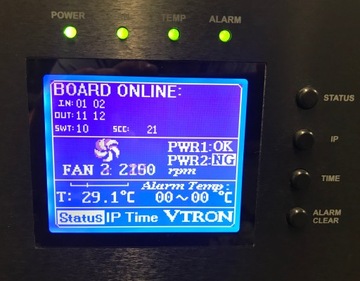 POWER TEMP ALARM
BOARD ONLINE:
IN: 01 02
OUT: 11 12
SWT: 10 SCC: 21
PWR1: OK
PWR2: NG
FAN 2: 2150 rpm
Alarm Temp:
T: 29.1°C 00～00 °C
Status IP Time VTRON
STATUS
IP
TIME
ALARM CLEAR